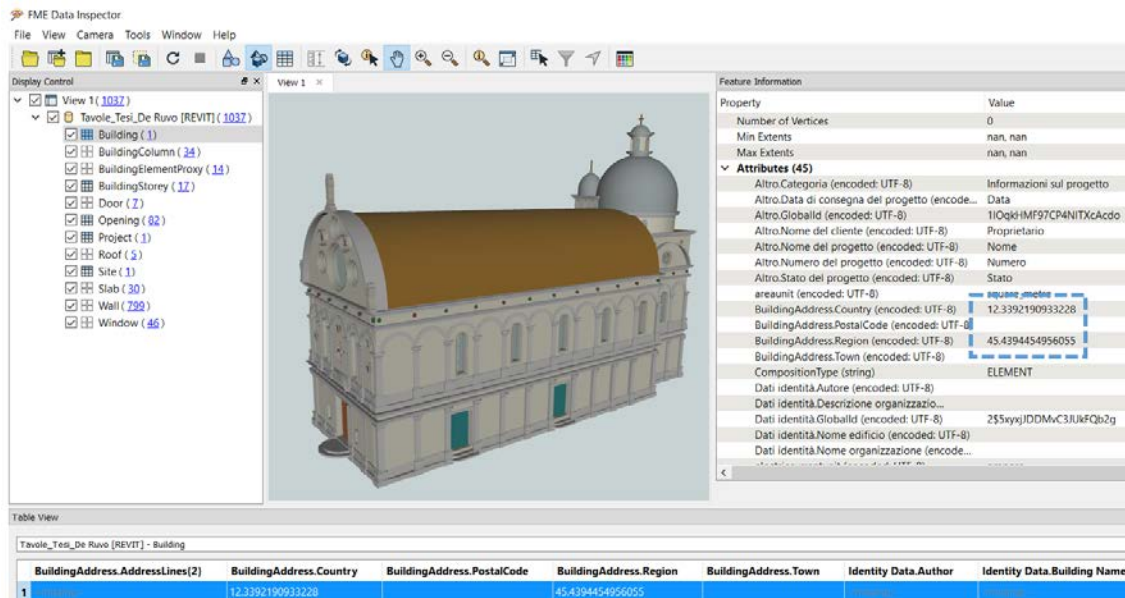 FME Data Inspector
File View Camera Tools Window Help
Display Control
View 1
Feature Information
View 1 (1037)
Tavole_Tesi_De Ruvo [REVIT] (1037)
Building (1)
BuildingColumn (34)
BuildingElementProxy (14)
BuildingStorey (17)
Door (7)
Opening (82)
Project (1)
Roof (5)
Site (1)
Slab (30)
Wall (799)
Window (46)
Property Value
Number of Vertices 0
Min Extents nan, nan
Max Extents nan, nan
Attributes (45)
Altro.Categoria (encoded: UTF-8) Informazioni sul progetto
Altro.Data di consegna del progetto (encode... Data
Altro.GlobalId (encoded: UTF-8) 1IOqkHMF97CP4NITXcAcdo
Altro.Nome del cliente (encoded: UTF-8) Proprietario
Altro.Nome del progetto (encoded: UTF-8) Nome
Altro.Numero del progetto (encoded: UTF-8) Numero
Altro.Stato del progetto (encoded: UTF-8) Stato
areaunit (encoded: UTF-8) square_metre
BuildingAddress.Country (encoded: UTF-8) 12.3392190933228
BuildingAddress.PostalCode (encoded: UTF-8
BuildingAddress.Region (encoded: UTF-8) 45.4394454956055
BuildingAddress.Town (encoded: UTF-8)
CompositionType (string) ELEMENT
Dati identità.Autore (encoded: UTF-8)
Dati identità.Descrizione organizzazio...
Dati identità.GlobalId (encoded: UTF-8) 2$5xyxjJDDMvC3JUkFQb2g
Dati identità.Nome edificio (encoded: UTF-8)
Dati identità.Nome organizzazione (encode...
Table View
Tavole_Tesi_De Ruvo [REVIT] - Building
BuildingAddress.AddressLines{2} BuildingAddress.Country BuildingAddress.PostalCode BuildingAddress.Region BuildingAddress.Town Identity Data.Author Identity Data.Building Name
1 12.3392190933228 45.4394454956055